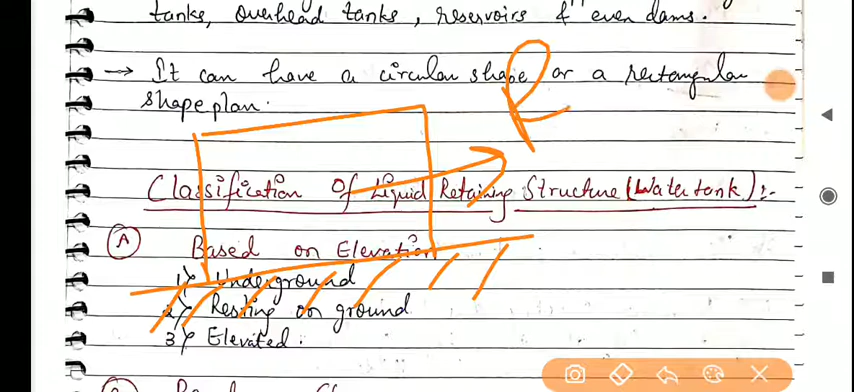 tanks, overhead tanks, reservoirs & even dams.
→ It can have a circular shape or a rectangular
shape plan.
R
Classification Of Liquid Retaining Structure (Water tank) :-
(A) Based on Elevation
1) Underground
2) Resting on ground
3) Elevated.